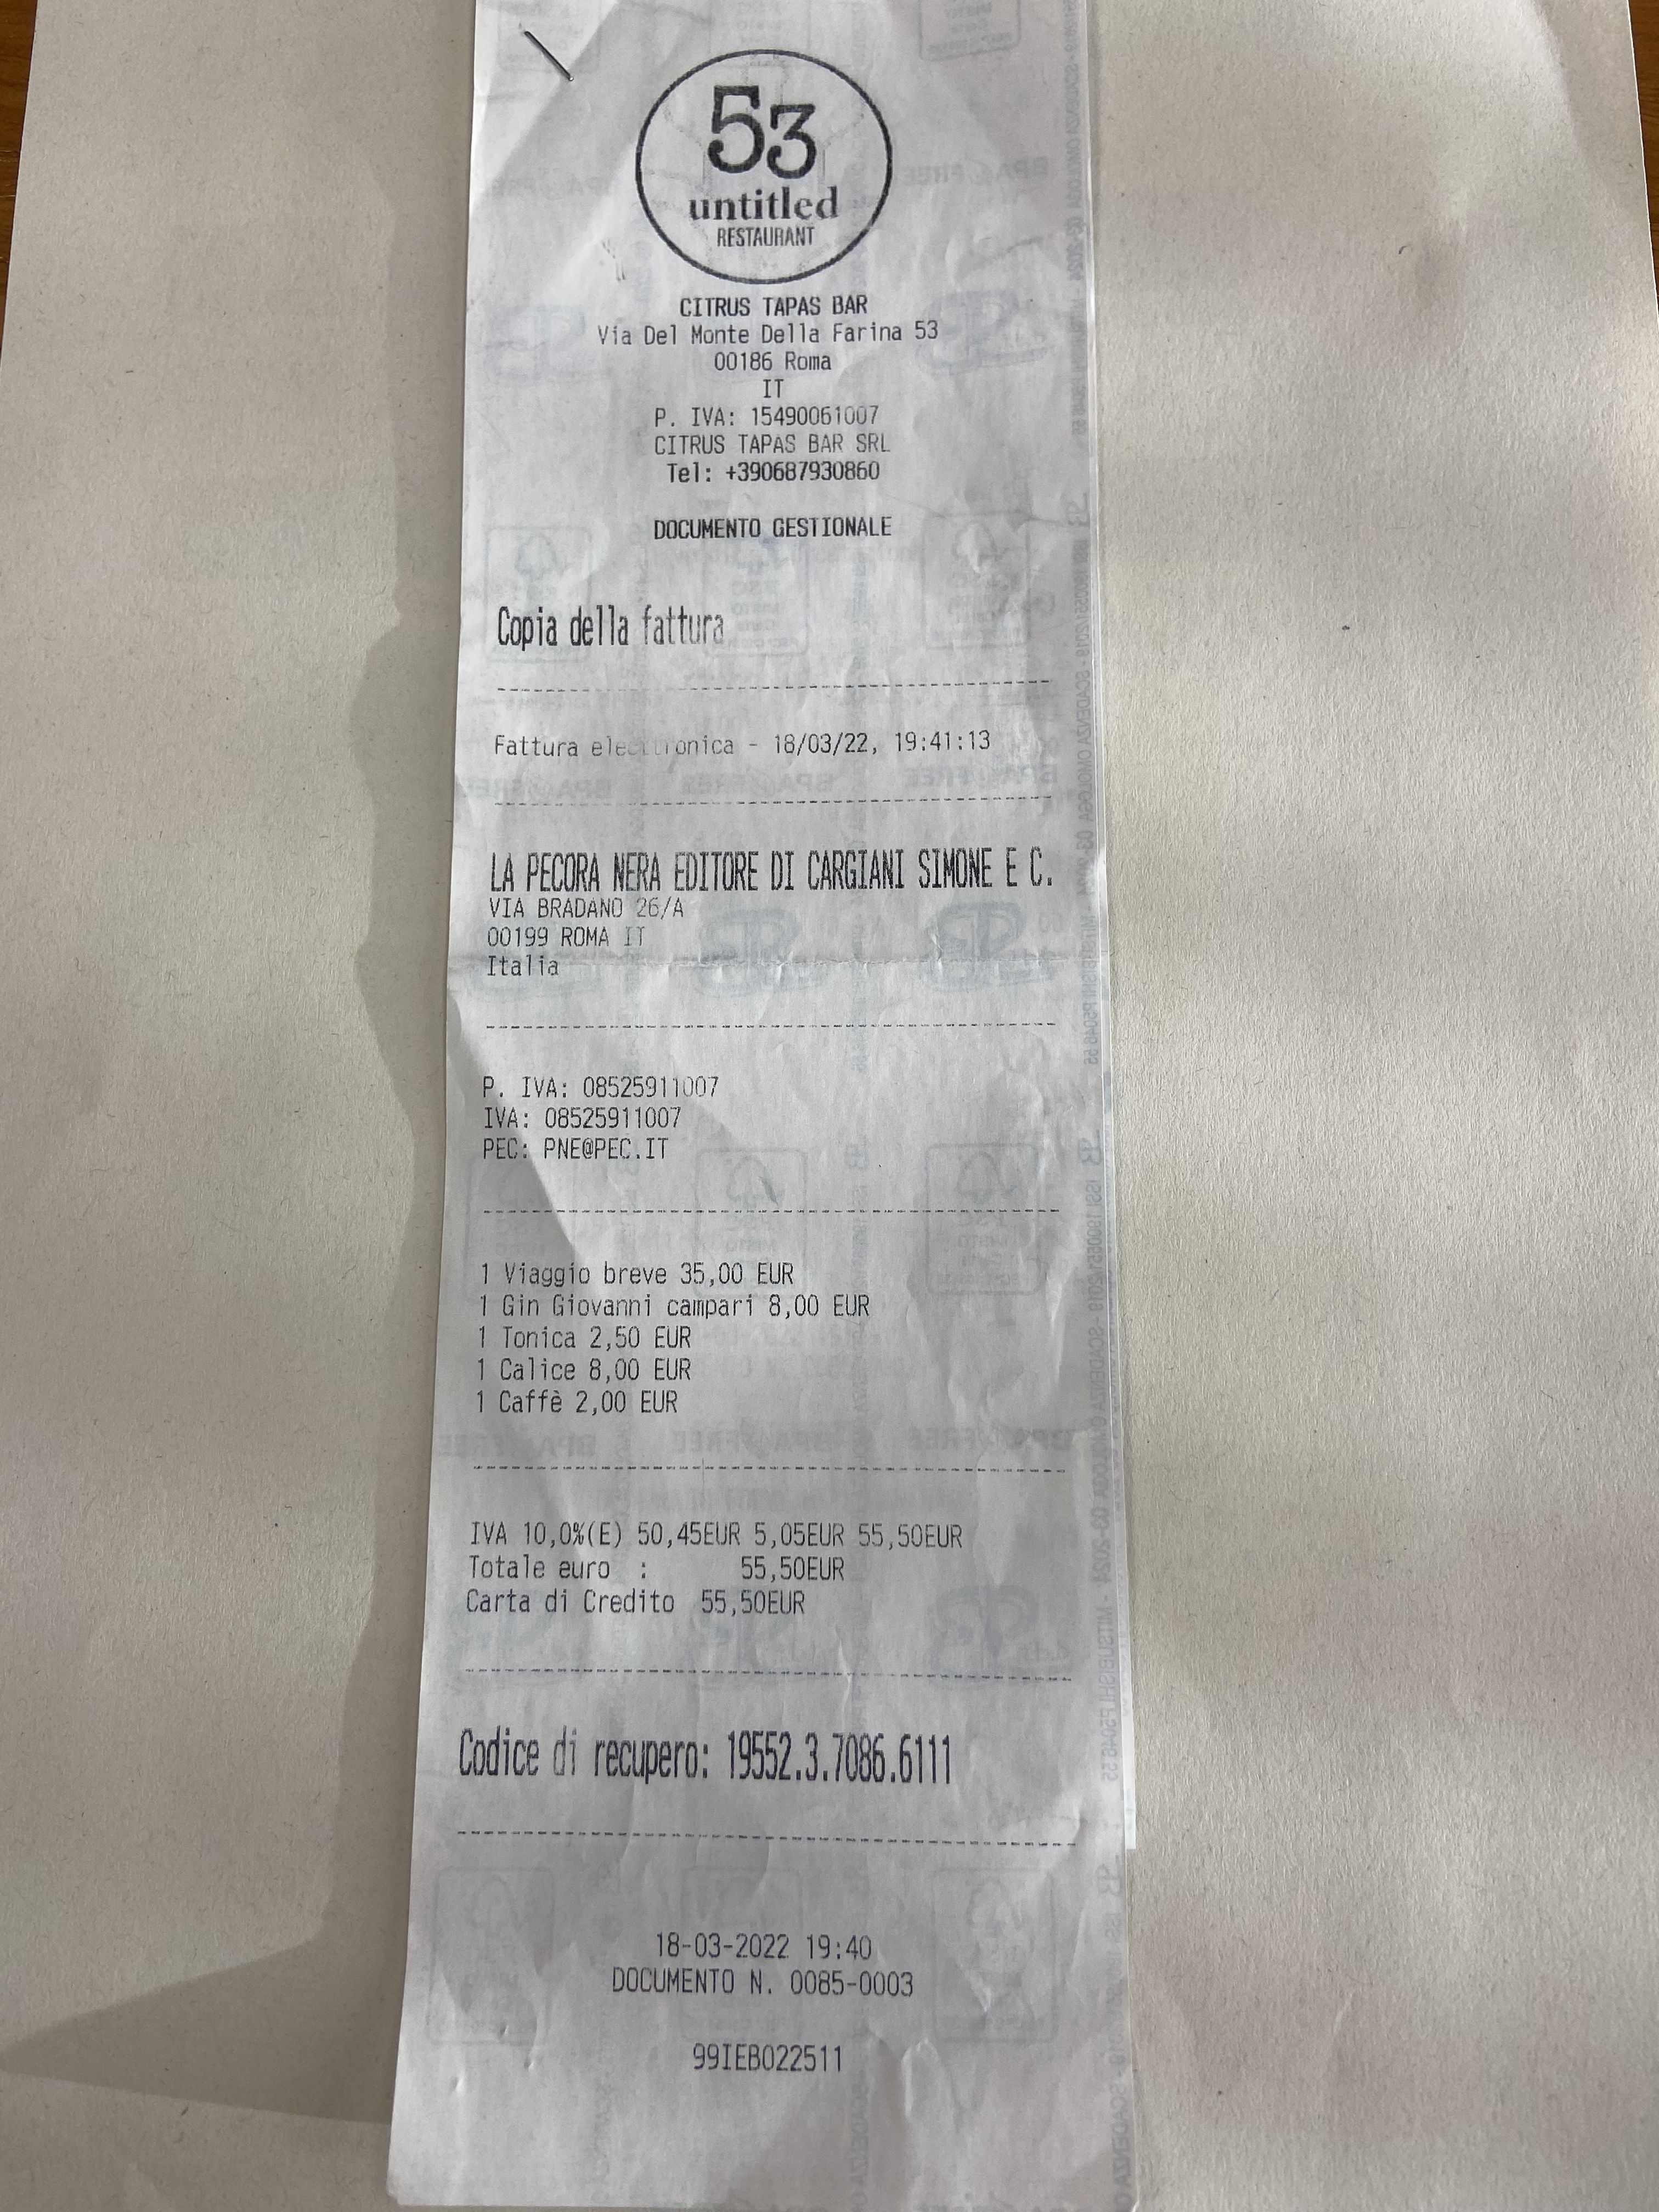 53
untitled
RESTAURANT
CITRUS TAPAS BAR
Via Del Monte Della Farina 53
00186 Roma
IT
P. IVA: 15490061007
CITRUS TAPAS BAR SRL
Tel: +390687930860
DOCUMENTO GESTIONALE
Copia della fattura
Fattura elettronica - 18/03/22, 19:41:13
LA PECORA NERA EDITORE DI CARGIANI SIMONE E C.
VIA BRADANO 26/A
00199 ROMA IT
Italia
P. IVA: 08525911007
IVA: 08525911007
PEC: PNE@PEC.IT
1 Viaggio breve 35,00 EUR
1 Gin Giovanni campari 8,00 EUR
1 Tonica 2,50 EUR
1 Calice 8,00 EUR
1 Caffè 2,00 EUR
IVA 10,0%(E) 50,45EUR 5,05EUR 55,50EUR
Totale euro : 55,50EUR
Carta di Credito 55,50EUR
Codice di recupero: 19552.3.7086.6111
18-03-2022 19:40
DOCUMENTO N. 0085-0003
99IEB022511